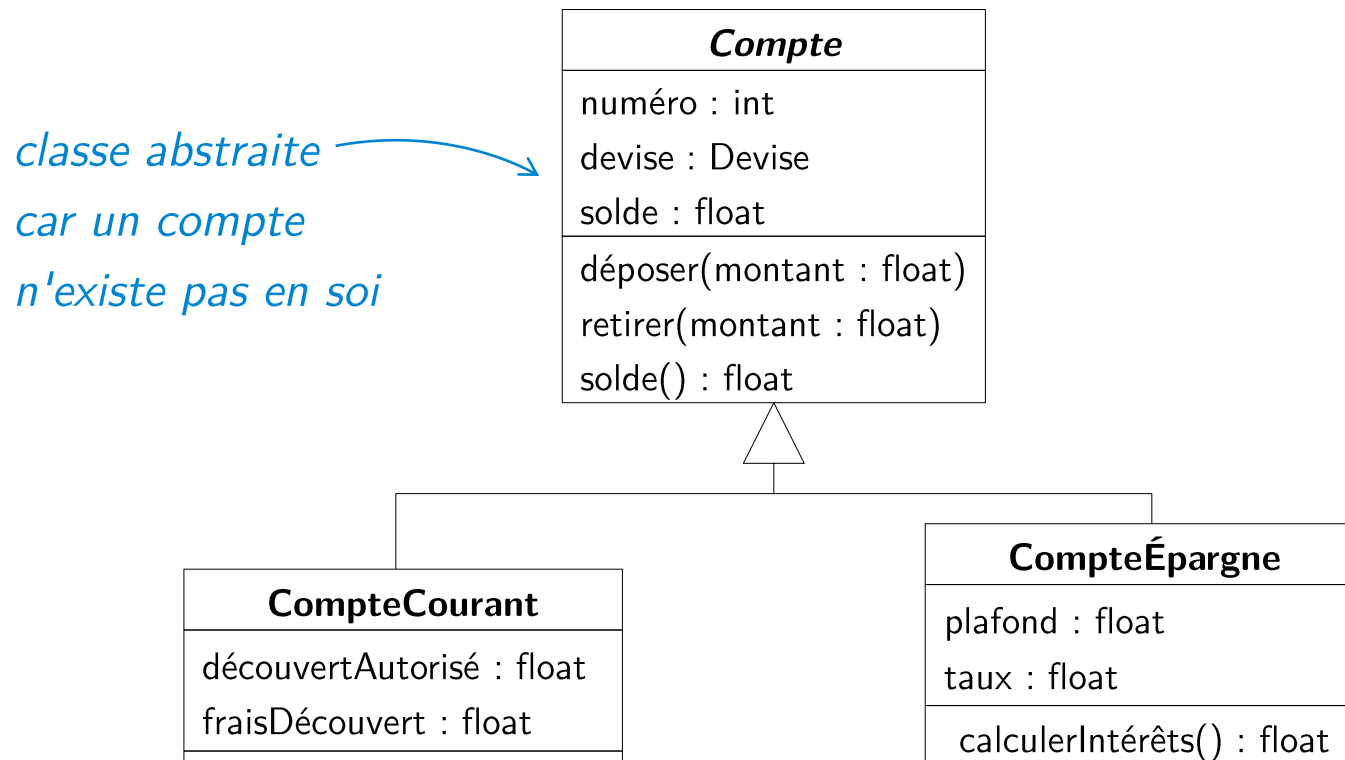 Compte
numéro : int
devise : Devise
solde : float
déposer(montant : float)
retirer(montant : float)
solde() : float
classe abstraite
car un compte
n'existe pas en soi
CompteCourant
découvertAutorisé : float
fraisDécouvert : float
CompteÉpargne
plafond : float
taux : float
calculerIntérêts() : float